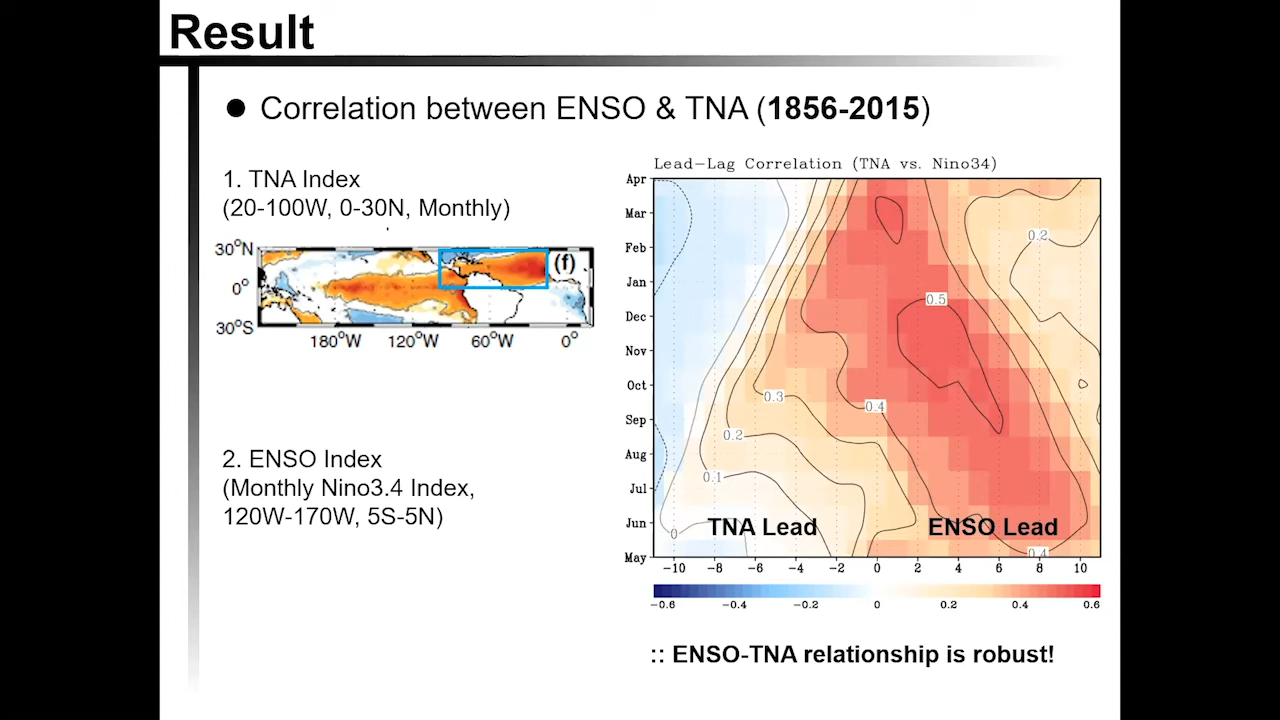 Result
● Correlation between ENSO & TNA (1856-2015)
1. TNA Index
(20-100W, 0-30N, Monthly)
30°N
0°
30°S
(f)
180°W 120°W 60°W 0°
2. ENSO Index
(Monthly Nino3.4 Index,
120W-170W, 5S-5N)
Lead-Lag Correlation (TNA vs. Nino34)
Apr
Mar
Feb
Jan
Dec
Nov
Oct
Sep
Aug
Jul
Jun
May
0.2
0.5
0.3
0.4
0.2
0.1
0
0.4
TNA Lead
ENSO Lead
-10 -8 -6 -4 -2 0 2 4 6 8 10
-0.6 -0.4 -0.2 0 0.2 0.4 0.6
:: ENSO-TNA relationship is robust!